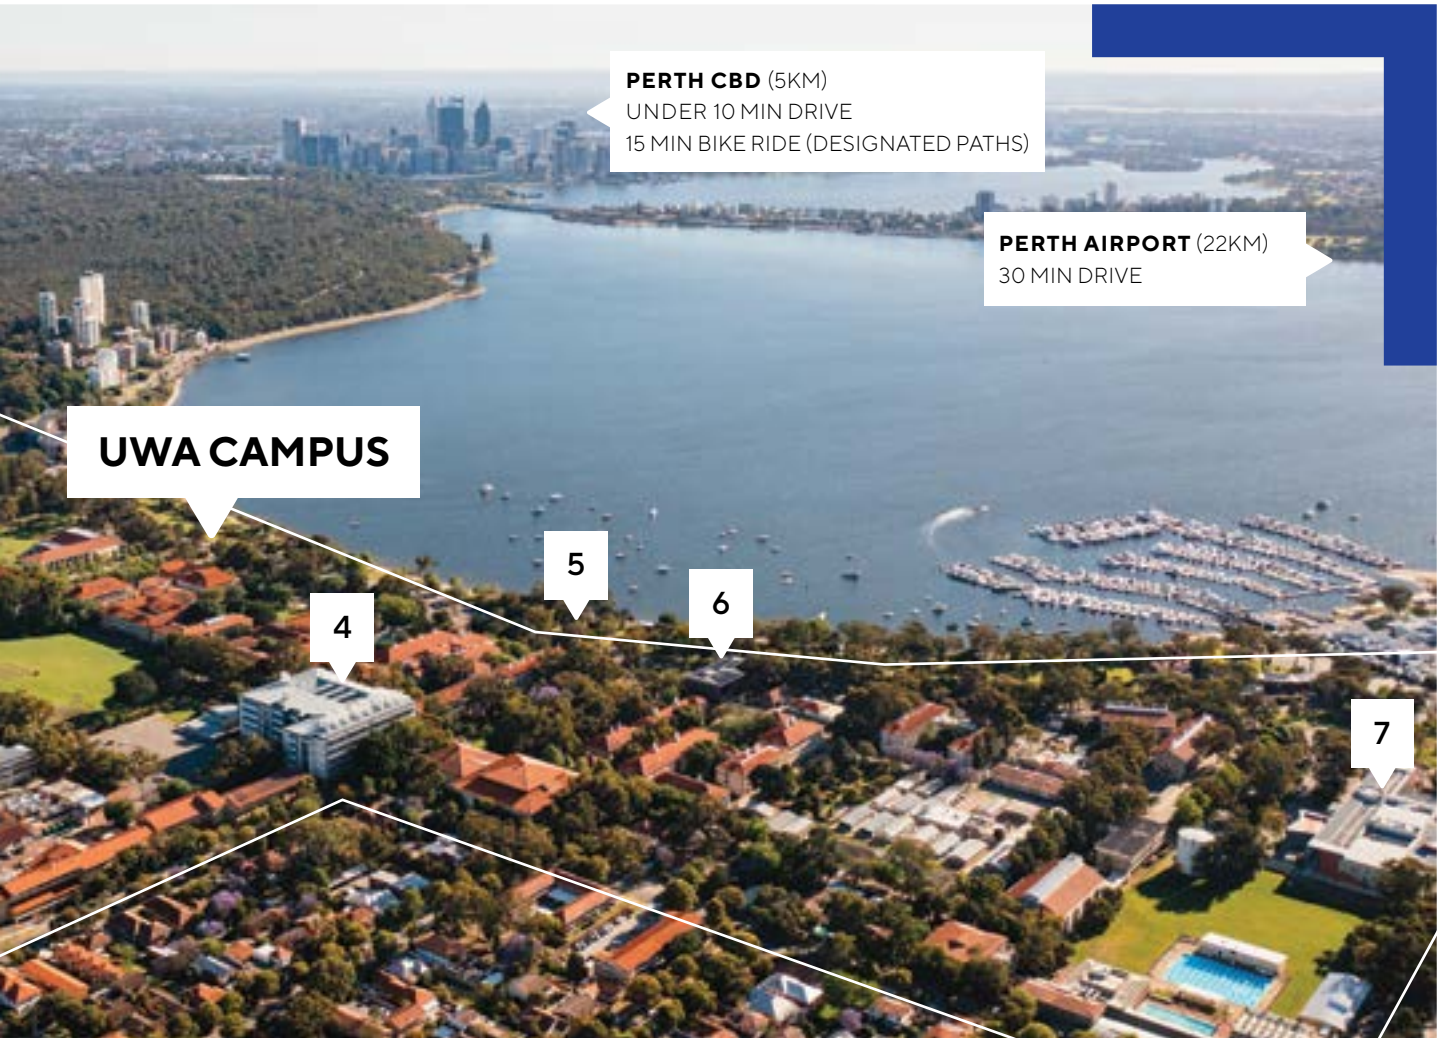 PERTH CBD (5KM)
UNDER 10 MIN DRIVE
15 MIN BIKE RIDE (DESIGNATED PATHS)
PERTH AIRPORT (22KM)
30 MIN DRIVE
UWA CAMPUS
5
6
4
7